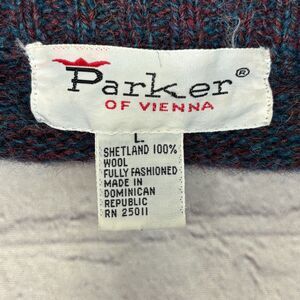 Parker®
OF VIENNA
L
SHETLAND 100%
WOOL
FULLY FASHIONED
MADE IN
DOMINICAN
REPUBLIC
RN 25011